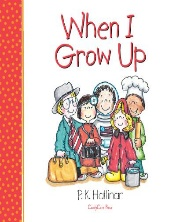 When I
Grow Up
P.K. Hallinan